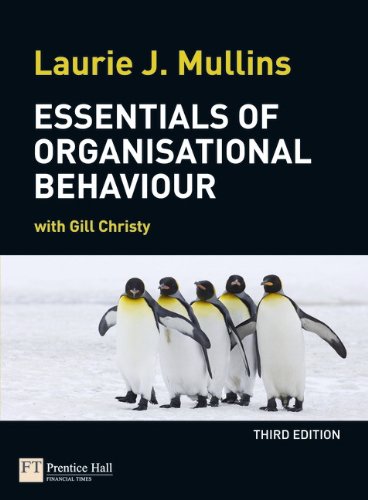 Laurie J. Mullins
ESSENTIALS OF
ORGANISATIONAL
BEHAVIOUR
with Gill Christy
THIRD EDITION
FT Prentice Hall
FINANCIAL TIMES